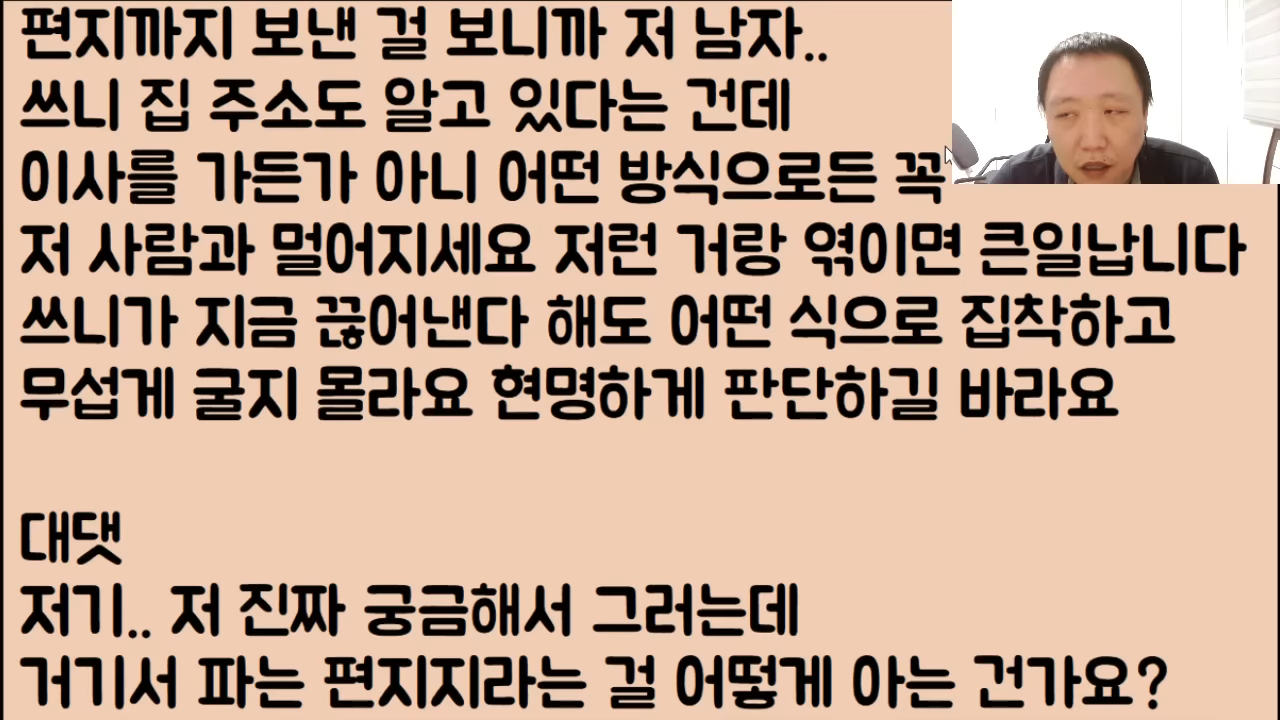 편지까지 보낸 걸 보니까 저 남자..
쓰니 집 주소도 알고 있다는 건데
이사를 가든가 아니 어떤 방식으로든 꼭
저 사람과 멀어지세요 저런 거랑 엮이면 큰일납니다
쓰니가 지금 끊어낸다 해도 어떤 식으로 집착하고
무섭게 굴지 몰라요 현명하게 판단하길 바라요
대댓
저기.. 저 진짜 궁금해서 그러는데
거기서 파는 편지지라는 걸 어떻게 아는 건가요?